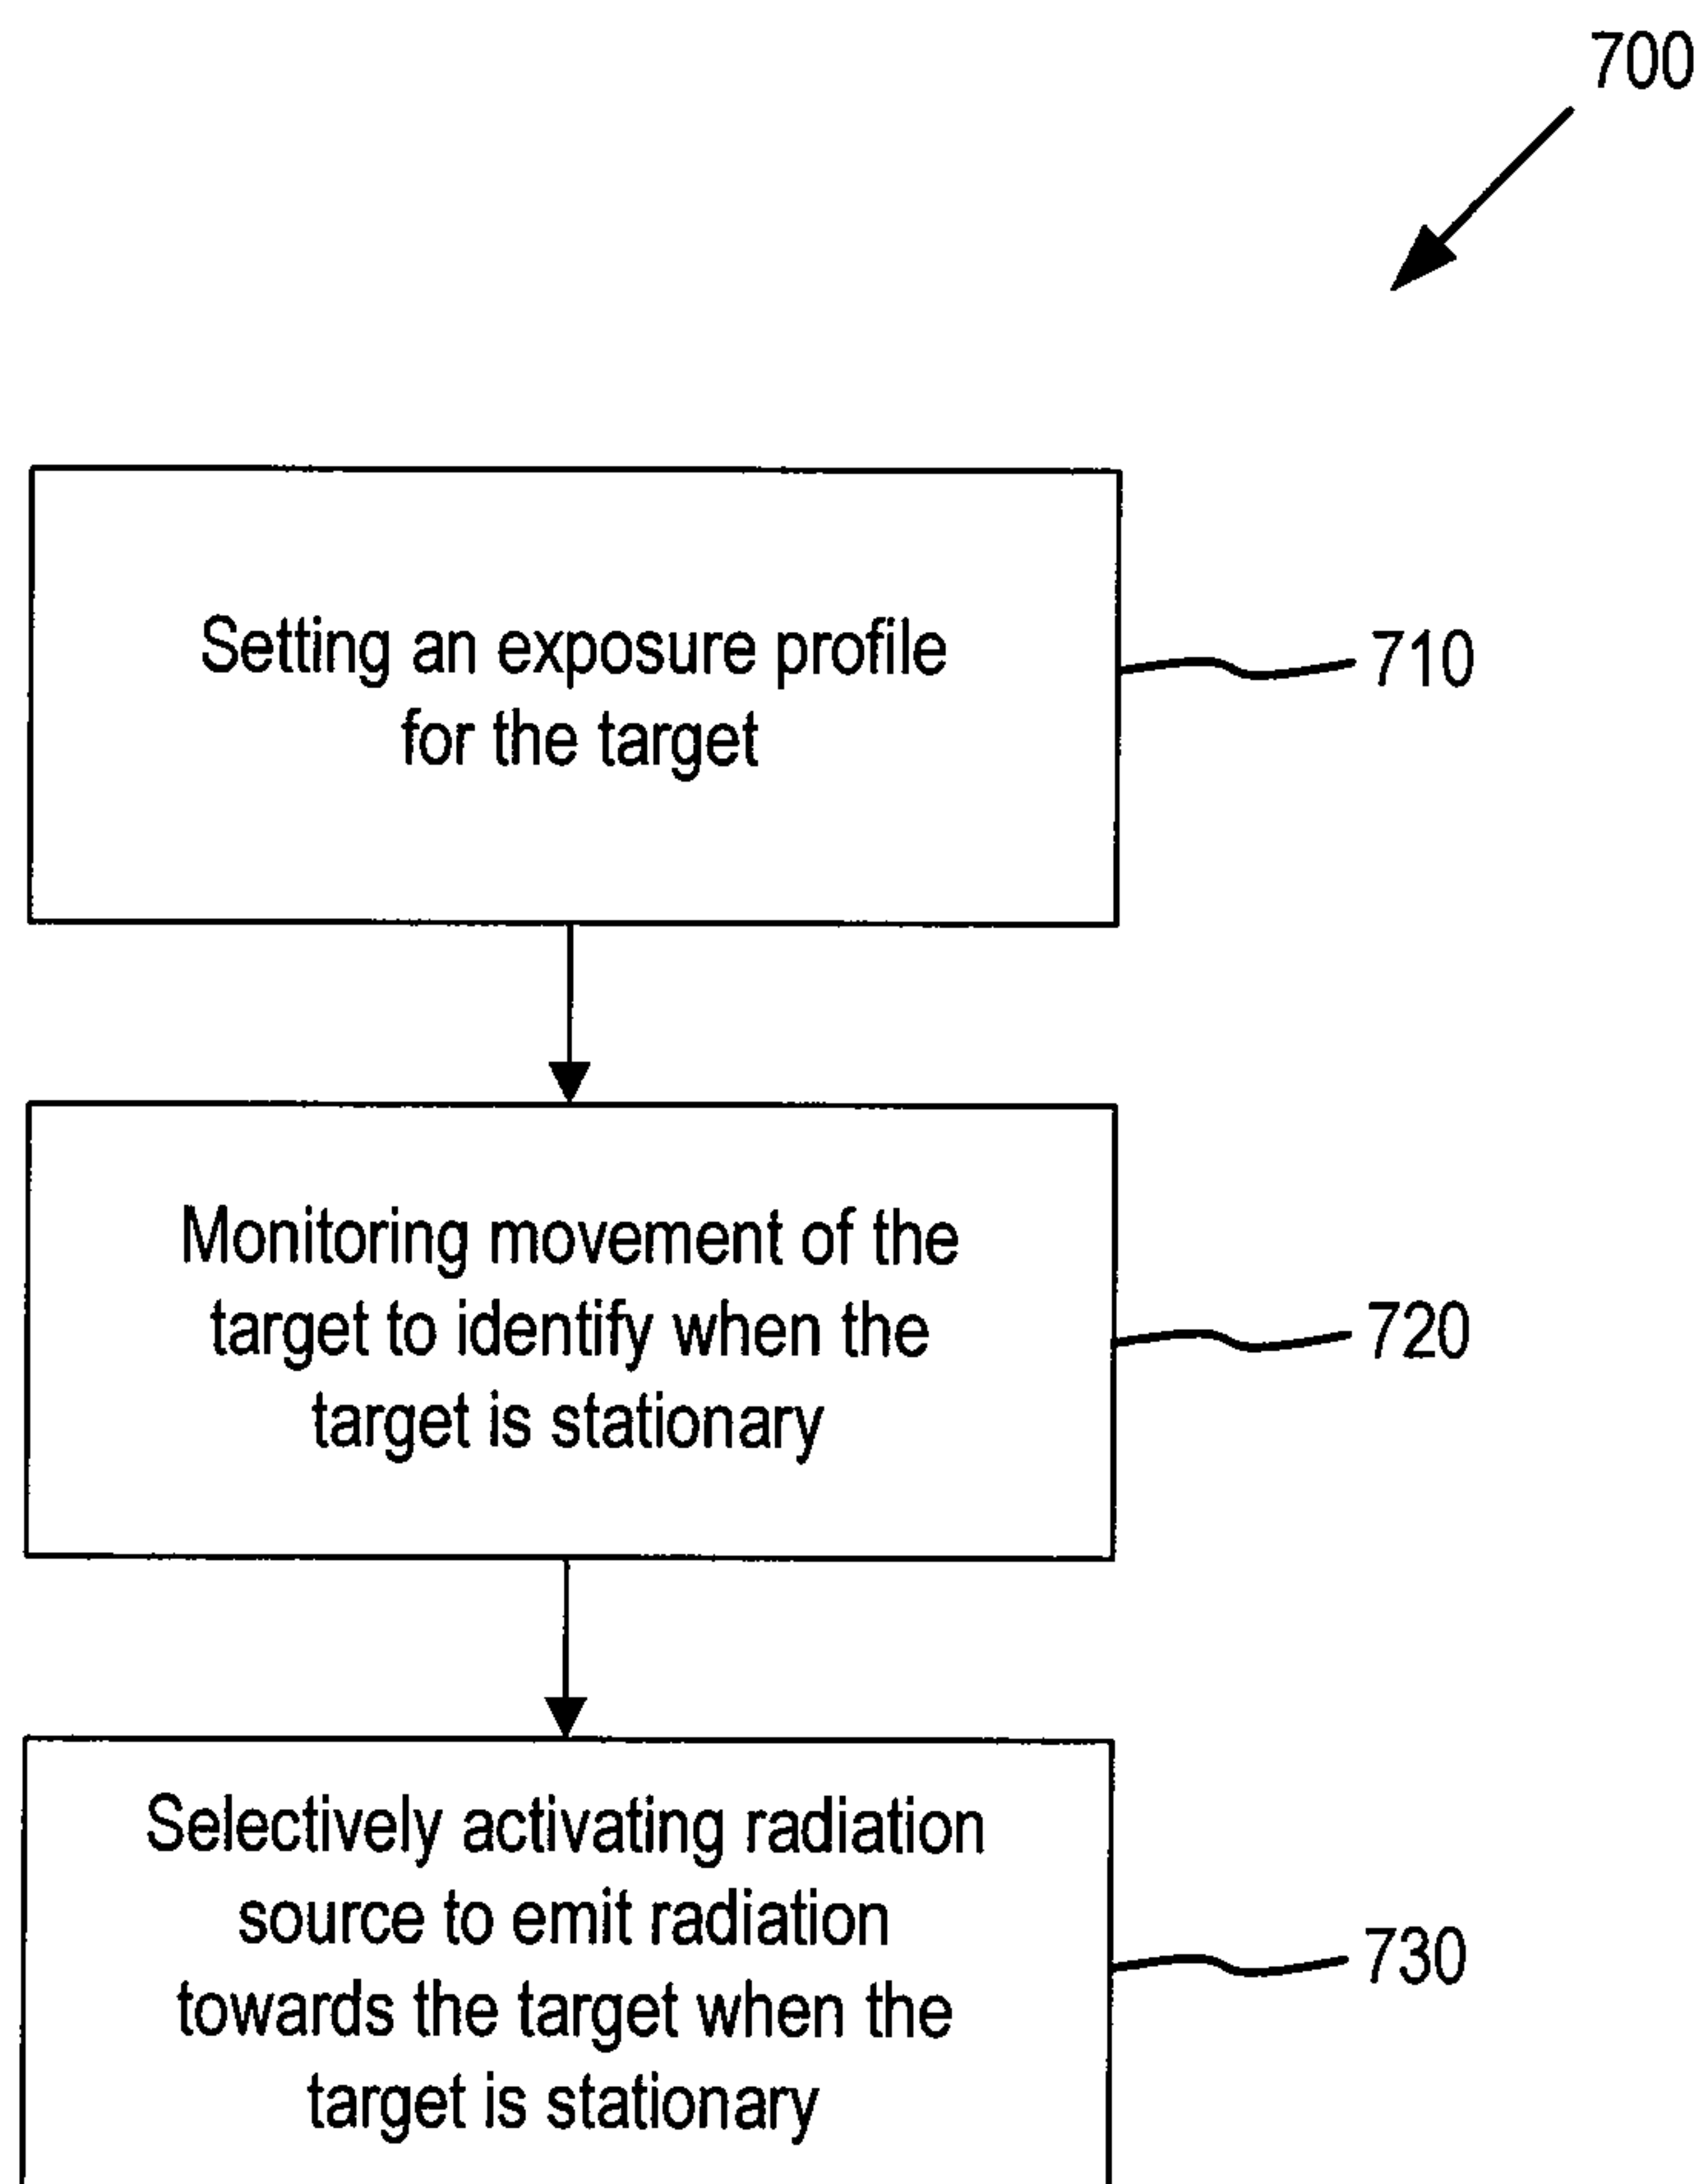 700
Setting an exposure profile
for the target
710
Monitoring movement of the
target to identify when the
target is stationary
720
Selectively activating radiation
source to emit radiation
towards the target when the
target is stationary
730